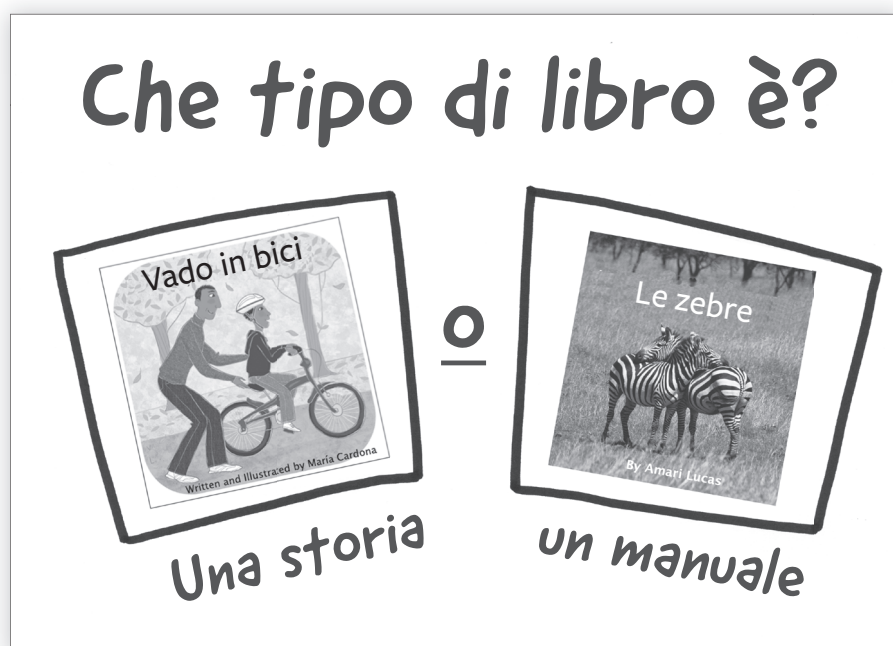 Che tipo di libro è?
Vado in bici
Written and Illustrated by María Cardona
o
Le zebre
By Amari Lucas
Una storia
un manuale